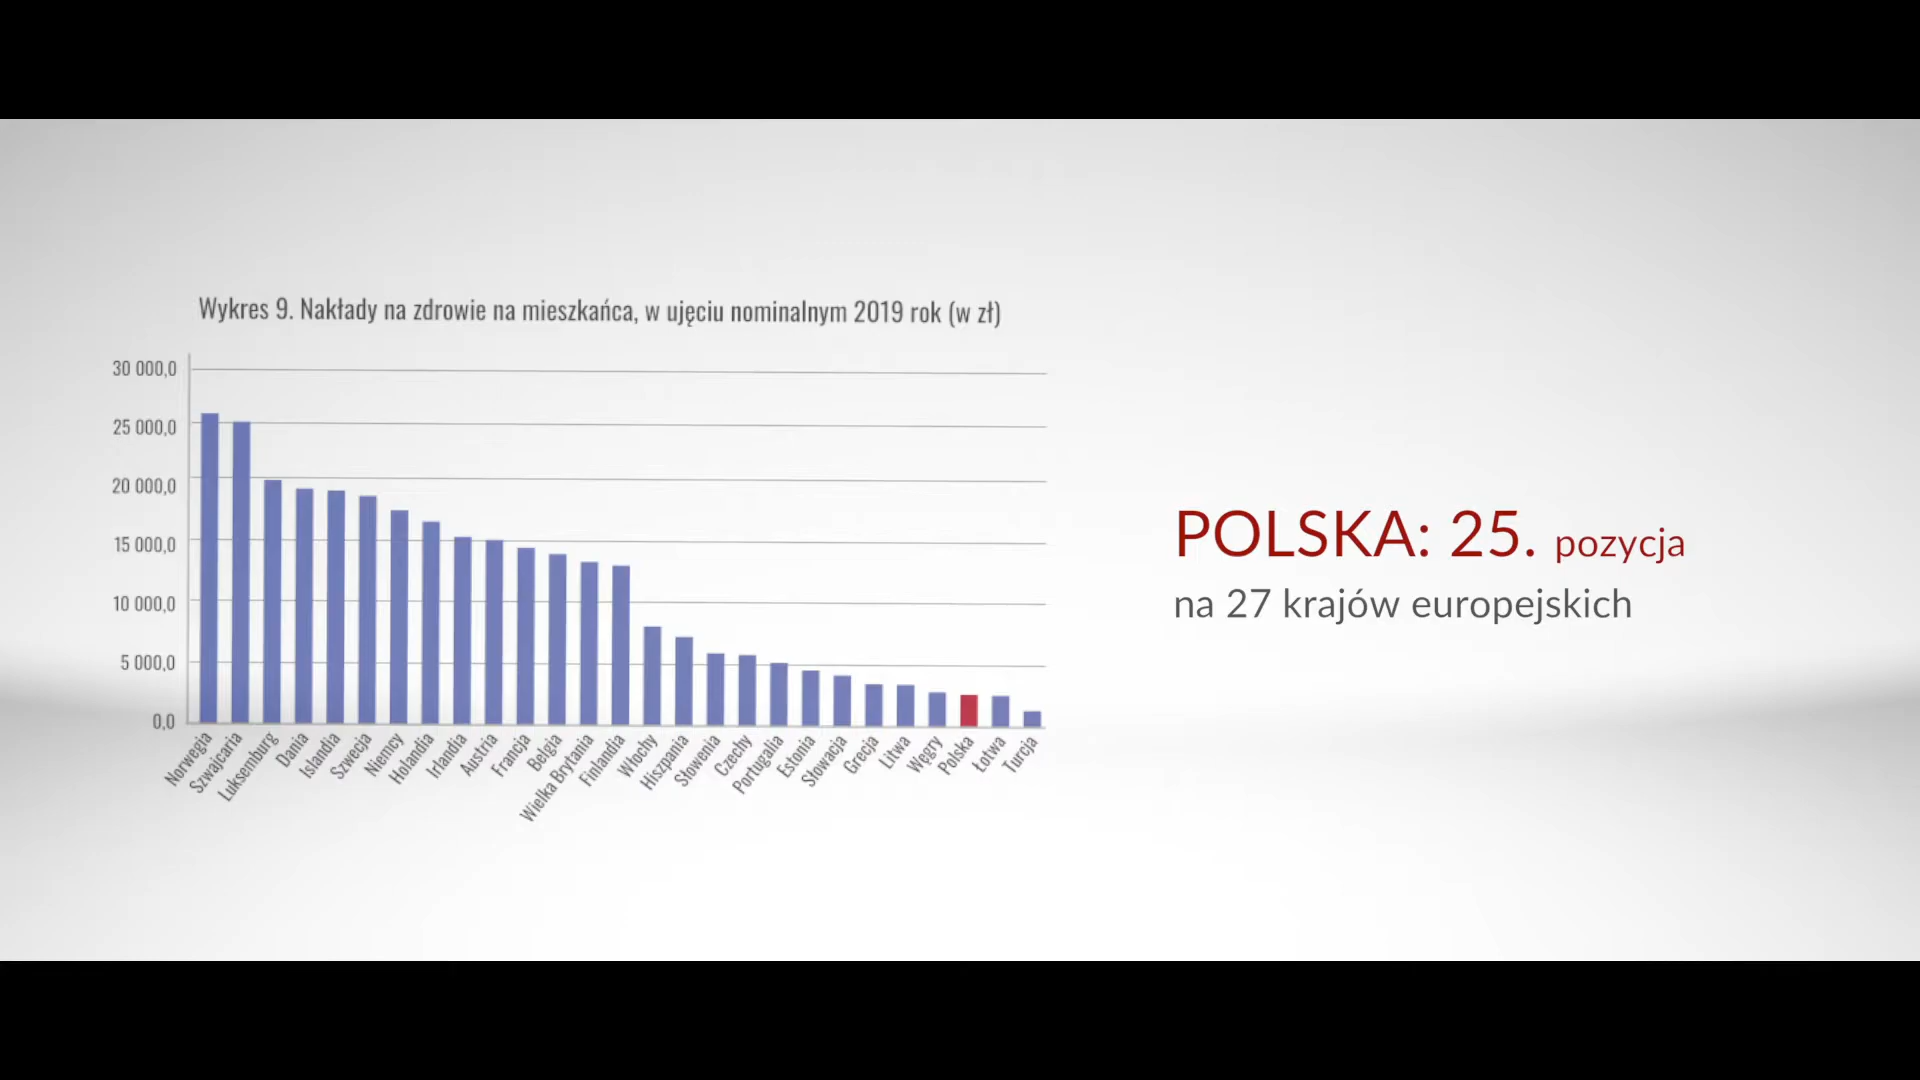 Wykres 9. Nakłady na zdrowie na mieszkańca, w ujęciu nominalnym 2019 rok (w zł)
30 000,0
25 000,0
20 000,0
15 000,0
10 000,0
5 000,0
0,0
Norwegia
Szwajcaria
Luksemburg
Dania
Islandia
Szwecja
Niemcy
Holandia
Irlandia
Austria
Francja
Belgia
Wielka Brytania
Finlandia
Włochy
Hiszpania
Słowenia
Czechy
Portugalia
Estonia
Słowacja
Grecja
Litwa
Węgry
Polska
Łotwa
Turcja
POLSKA: 25. pozycja
na 27 krajów europejskich